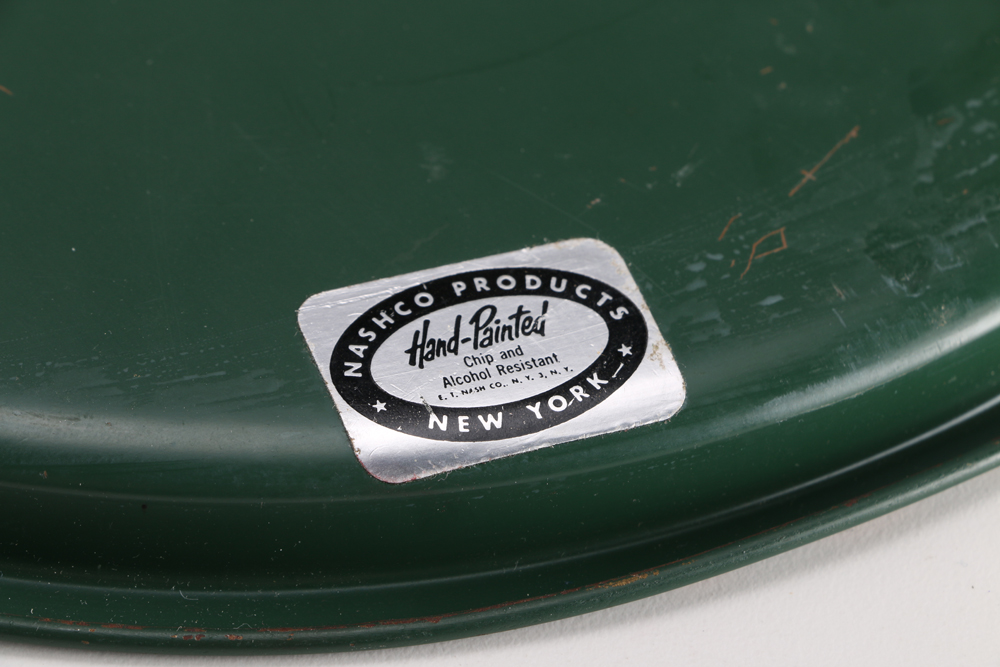 NASHCO PRODUCTS
Hand-Painted
Chip and
Alcohol Resistant
E. T. NASH CO., N. Y. 3, N. Y.
NEW YORK